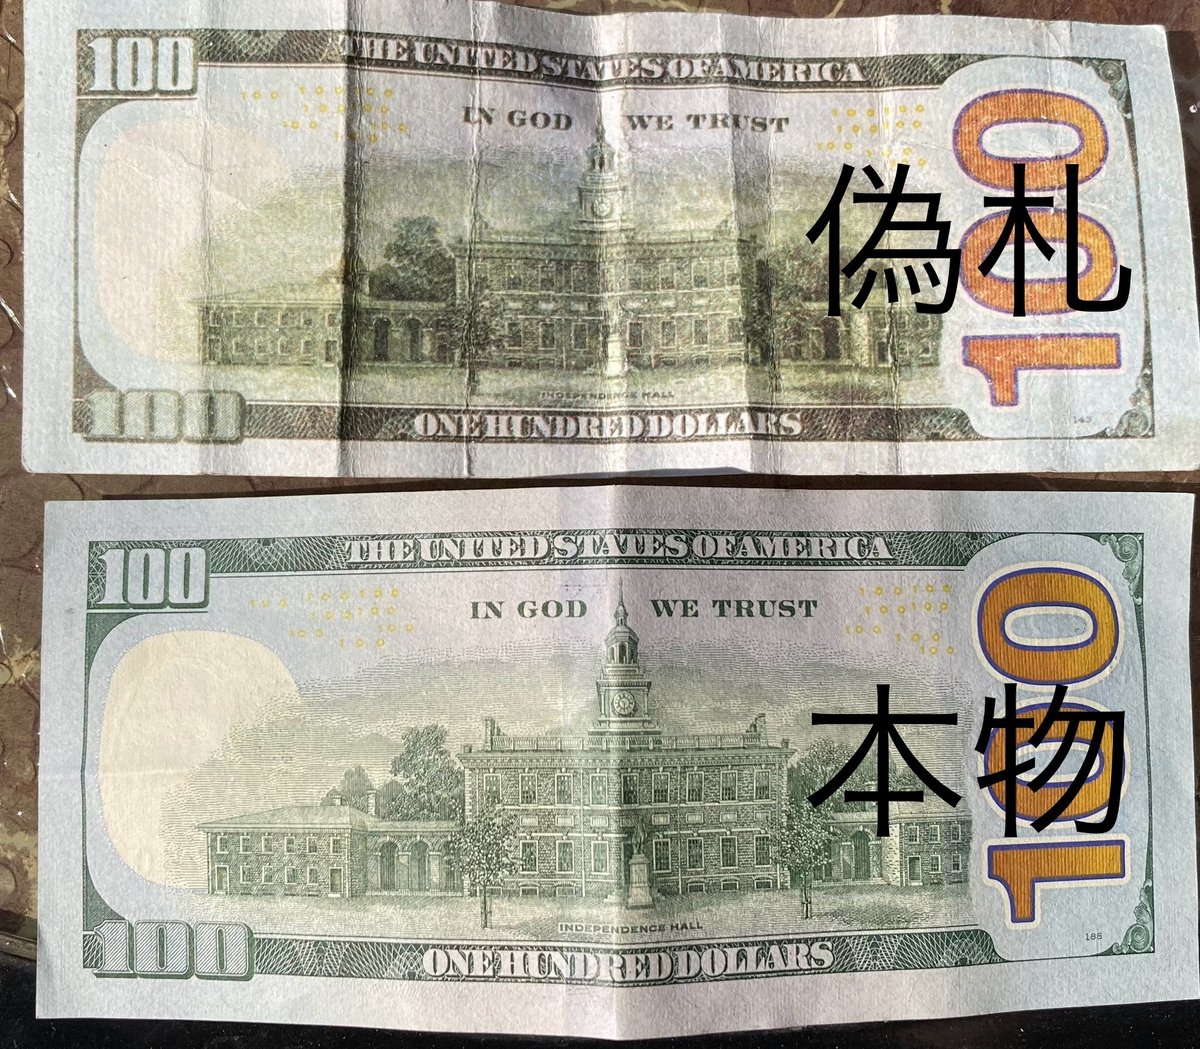 100
THE UNITED STATES OF AMERICA
IN GOD WE TRUST
100
偽札
INDEPENDENCE HALL
100
ONE HUNDRED DOLLARS
143
100
THE UNITED STATES OF AMERICA
IN GOD WE TRUST
100
本物
INDEPENDENCE HALL
100
ONE HUNDRED DOLLARS
188